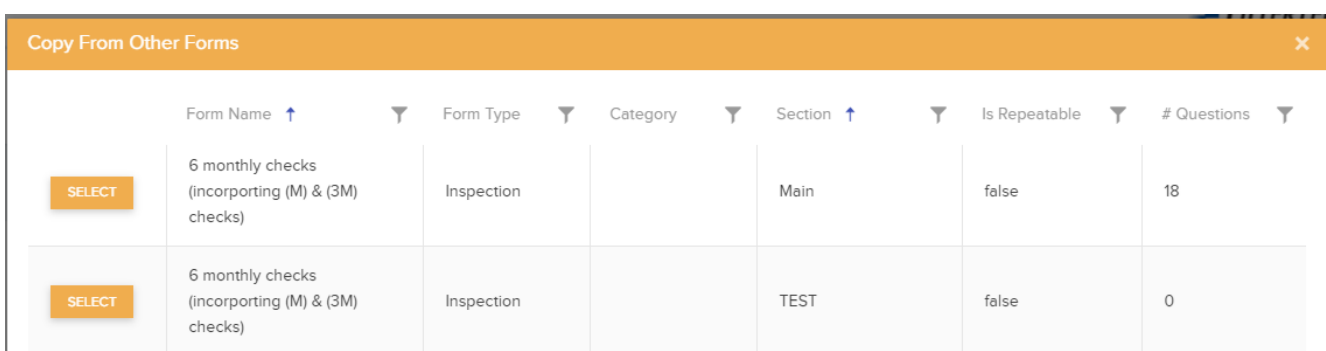 Copy From Other Forms ×
Form Name ↑ Form Type Category Section ↑ Is Repeatable # Questions
6 monthly checks
(incorporting (M) & (3M)
checks)
SELECT Inspection Main false 18
6 monthly checks
(incorporting (M) & (3M)
checks)
SELECT Inspection TEST false 0